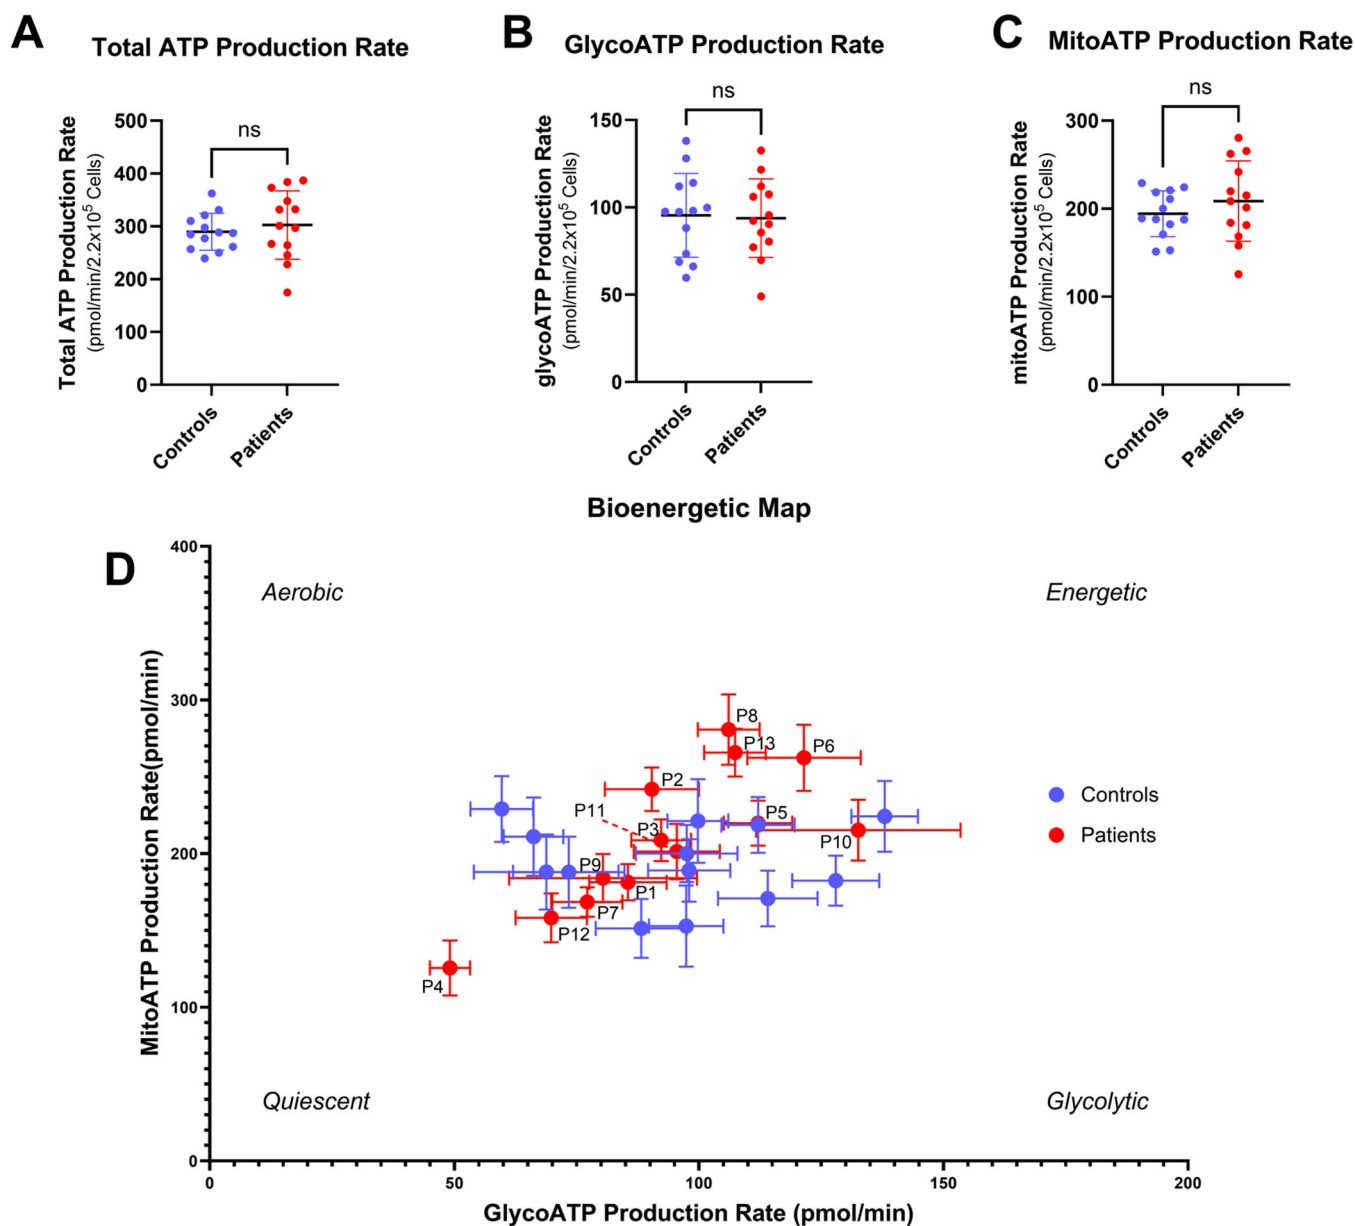 A
Total ATP Production Rate
Total ATP Production Rate
(pmol/min/2.2x10⁵ Cells)
500
400
300
200
100
0
ns
Controls
Patients
B
GlycoATP Production Rate
glycoATP Production Rate
(pmol/min/2.2x10⁵ Cells)
150
100
50
0
ns
Controls
Patients
C
MitoATP Production Rate
mitoATP Production Rate
(pmol/min/2.2x10⁵ Cells)
300
200
100
0
ns
Controls
Patients
D
Bioenergetic Map
MitoATP Production Rate(pmol/min)
400
300
200
100
0
Aerobic
Energetic
P8
P13
P6
P2
P11
P3
P5
P10
P9
P1
P7
P12
P4
Controls
Patients
Quiescent
Glycolytic
0
50
100
150
200
GlycoATP Production Rate (pmol/min)